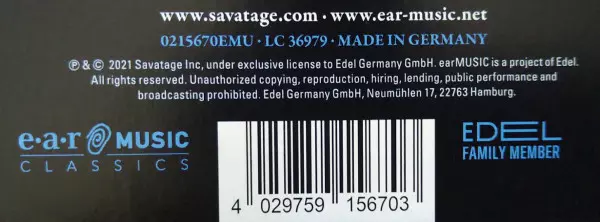 www.savatage.com · www.ear-music.net
0215670EMU · LC 36979 · MADE IN GERMANY
℗ & © 2021 Savatage Inc, under exclusive license to Edel Germany GmbH. earMUSIC is a project of Edel.
All rights reserved. Unauthorized copying, reproduction, hiring, lending, public performance and
broadcasting prohibited. Edel Germany GmbH, Neumühlen 17, 22763 Hamburg.
e·a·r MUSIC
CLASSICS
EDEL
FAMILY MEMBER
4 029759 156703